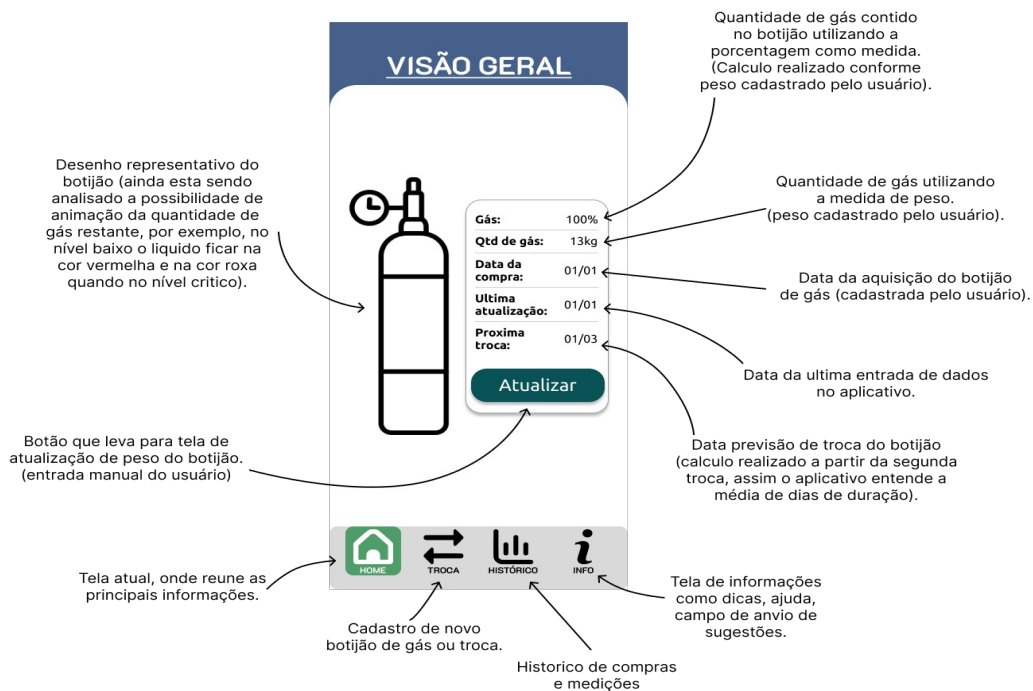 Quantidade de gás contido
no botijão utilizando a
porcentagem como medida.
(Calculo realizado conforme
peso cadastrado pelo usuário).
VISÃO GERAL
Desenho representativo do
botijão (ainda esta sendo
analisado a possibilidade de
animação da quantidade de
gás restante, por exemplo, no
nível baixo o liquido ficar na
cor vermelha e na cor roxa
quando no nível critico).
Quantidade de gás utilizando
a medida de peso.
(peso cadastrado pelo usuário).
Gás: 100%
Qtd de gás: 13kg
Data da
compra: 01/01
Ultima
atualização: 01/01
Proxima
troca: 01/03
Atualizar
Data da aquisição do botijão
de gás (cadastrada pelo usuário).
Data da ultima entrada de dados
no aplicativo.
Botão que leva para tela de
atualização de peso do botijão.
(entrada manual do usuário)
Data previsão de troca do botijão
(calculo realizado a partir da segunda
troca, assim o aplicativo entende a
média de dias de duração).
HOME
TROCA
HISTÓRICO
INFO
Tela atual, onde reune as
principais informações.
Cadastro de novo
botijão de gás ou troca.
Historico de compras
e medições
Tela de informações
como dicas, ajuda,
campo de anvio de
sugestões.